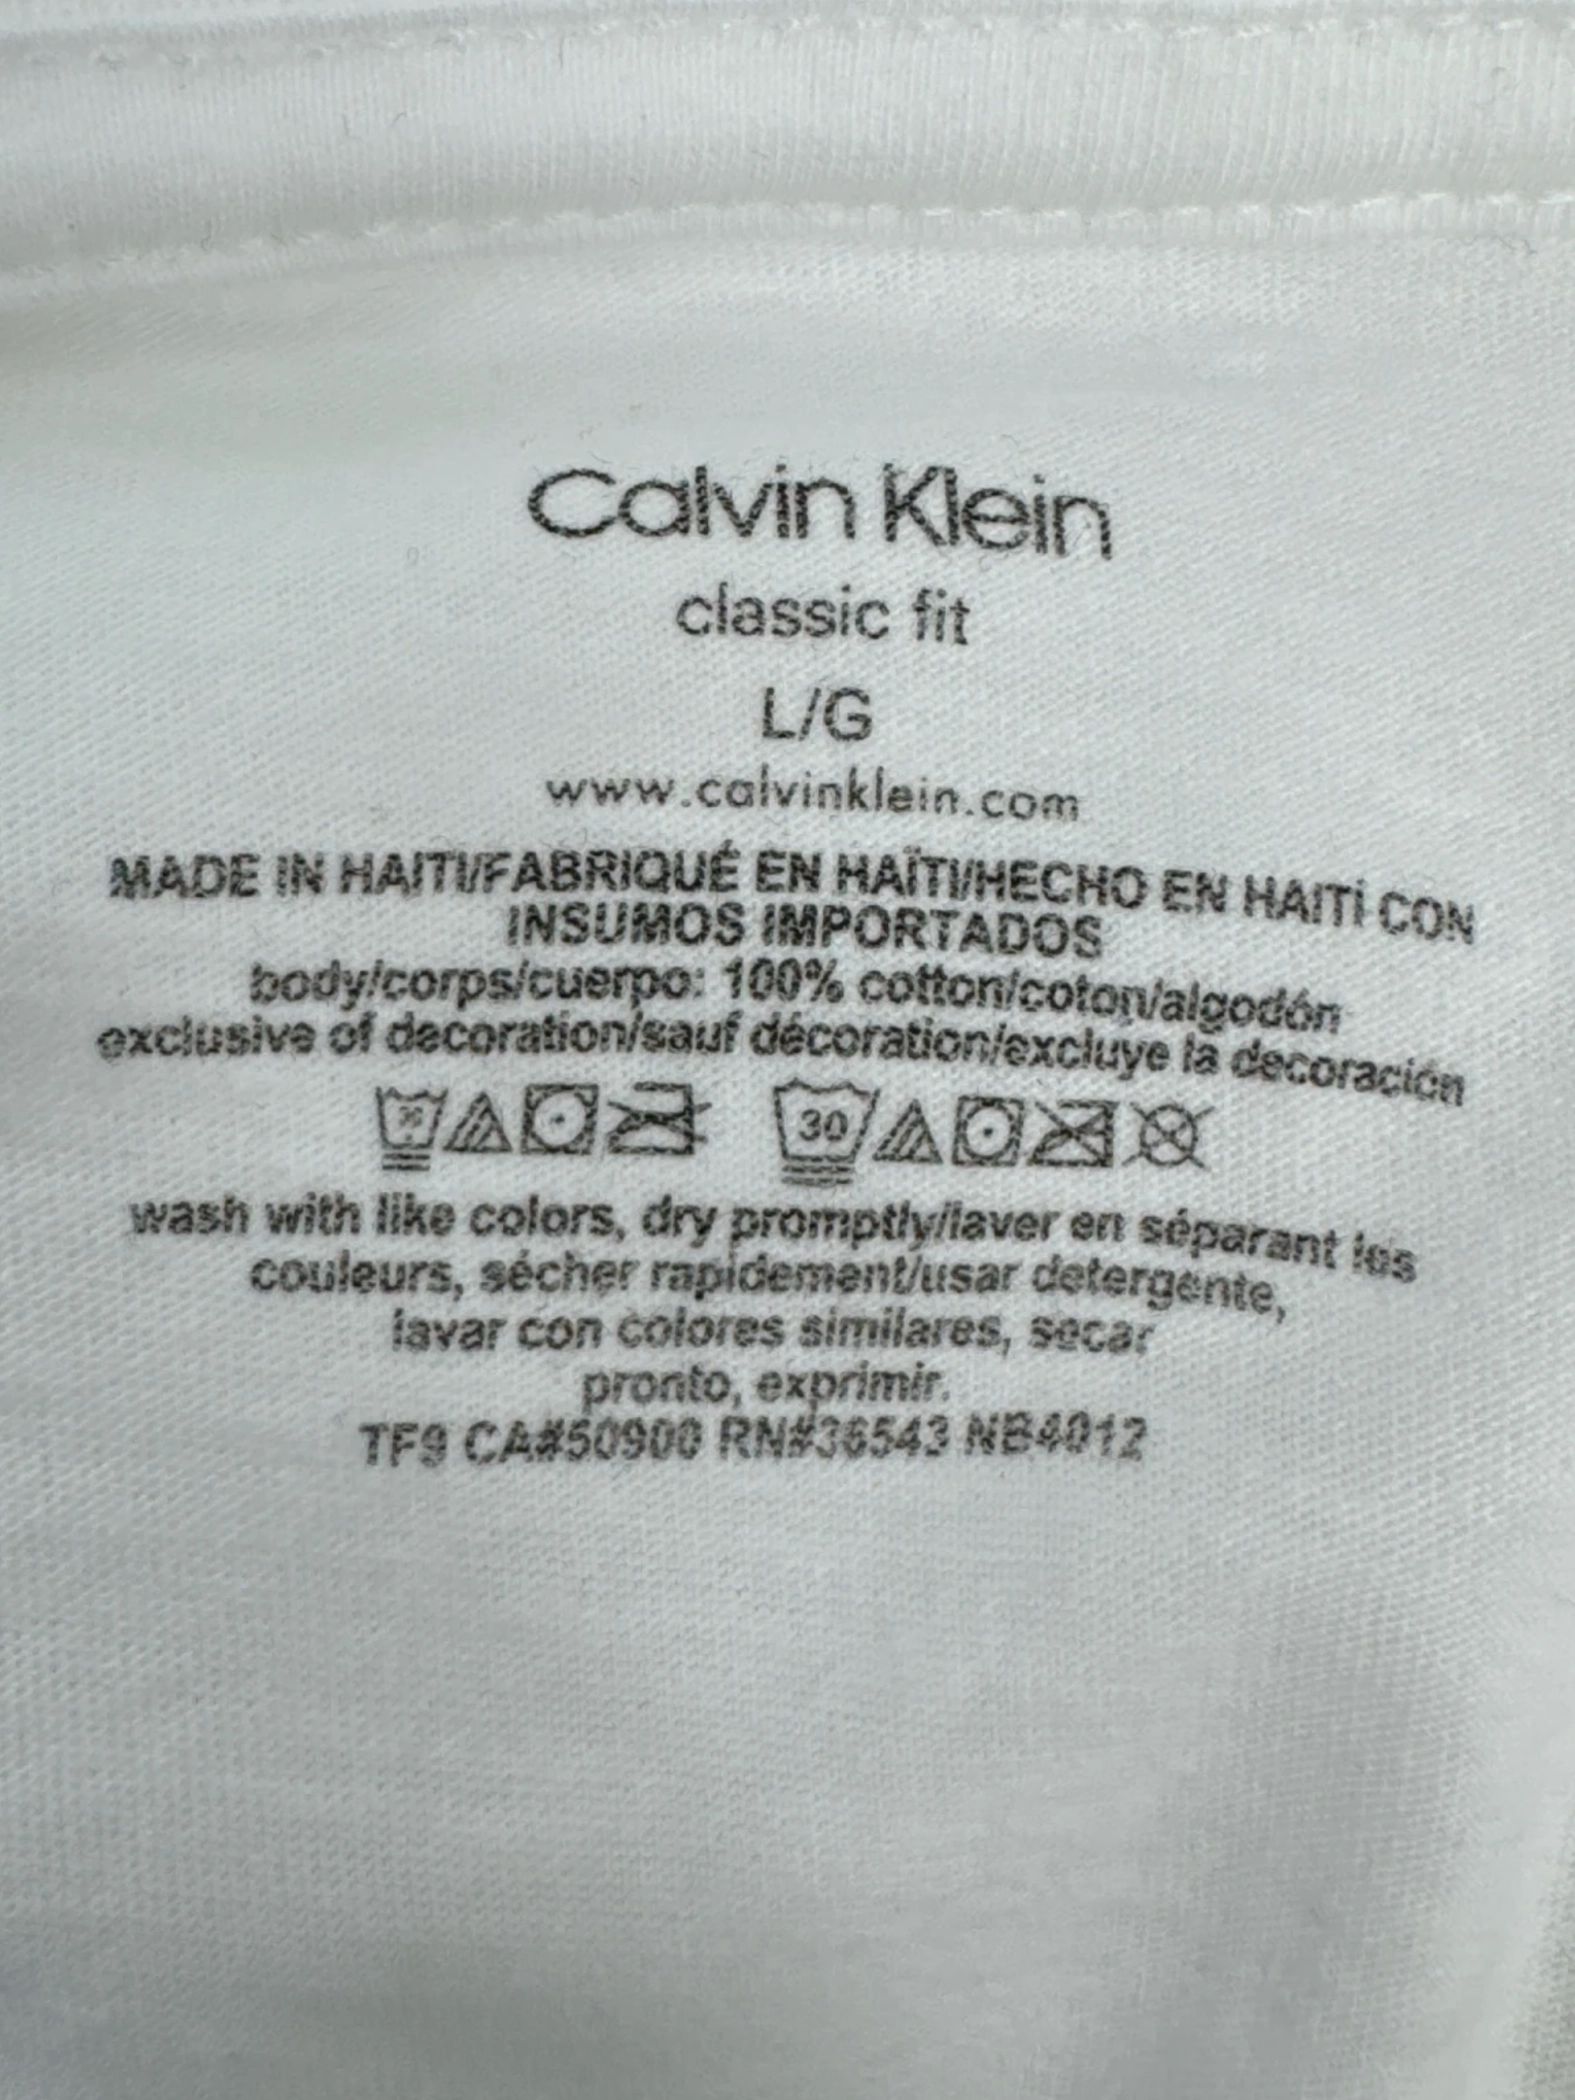 Calvin Klein
classic fit
L/G
www.calvinklein.com
MADE IN HAITI/FABRIQUÉ EN HAÏTI/HECHO EN HAITÍ CON
INSUMOS IMPORTADOS
body/corps/cuerpo: 100% cotton/coton/algodón
exclusive of decoration/sauf décoration/excluye la decoración
30
wash with like colors, dry promptly/laver en séparant les
couleurs, sécher rapidement/usar detergente,
lavar con colores similares, secar
pronto, exprimir.
TF9 CA#50900 RN#36543 NB4012